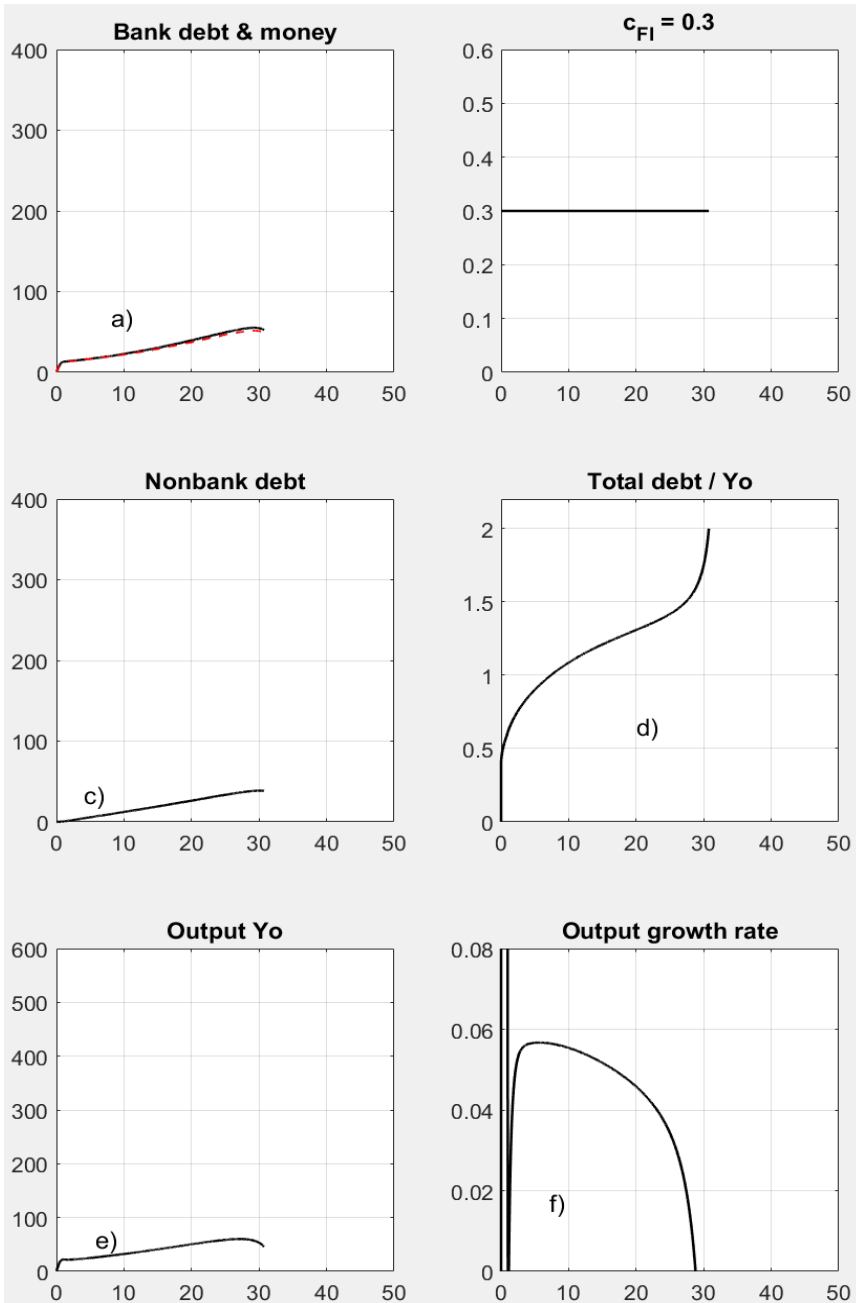 Bank debt & money
400
300
200
100
0
a)
0 10 20 30 40 50
cFI = 0.3
0.6
0.5
0.4
0.3
0.2
0.1
0
0 10 20 30 40 50
Nonbank debt
400
300
200
100
0
c)
0 10 20 30 40 50
Total debt / Yo
2
1.5
1
0.5
0
d)
0 10 20 30 40 50
Output Yo
600
500
400
300
200
100
0
e)
0 10 20 30 40 50
Output growth rate
0.08
0.06
0.04
0.02
0
f)
0 10 20 30 40 50